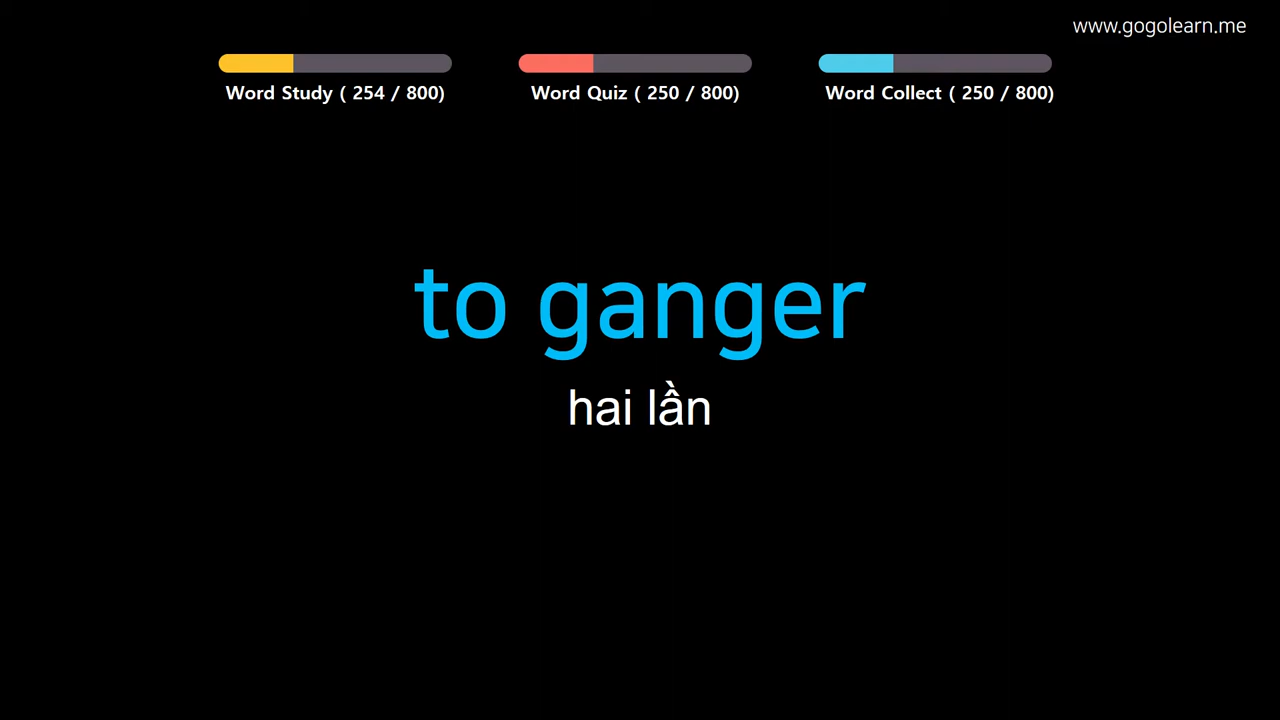 www.gogolearn.me
Word Study ( 254 / 800)
Word Quiz ( 250 / 800)
Word Collect ( 250 / 800)
to ganger
hai lần